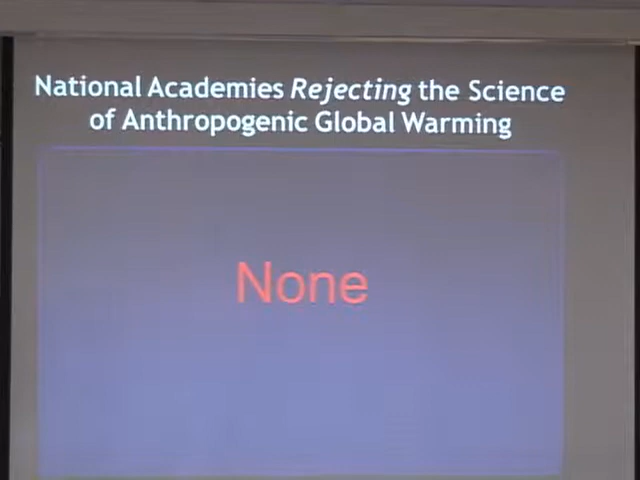 National Academies Rejecting the Science
of Anthropogenic Global Warming
None